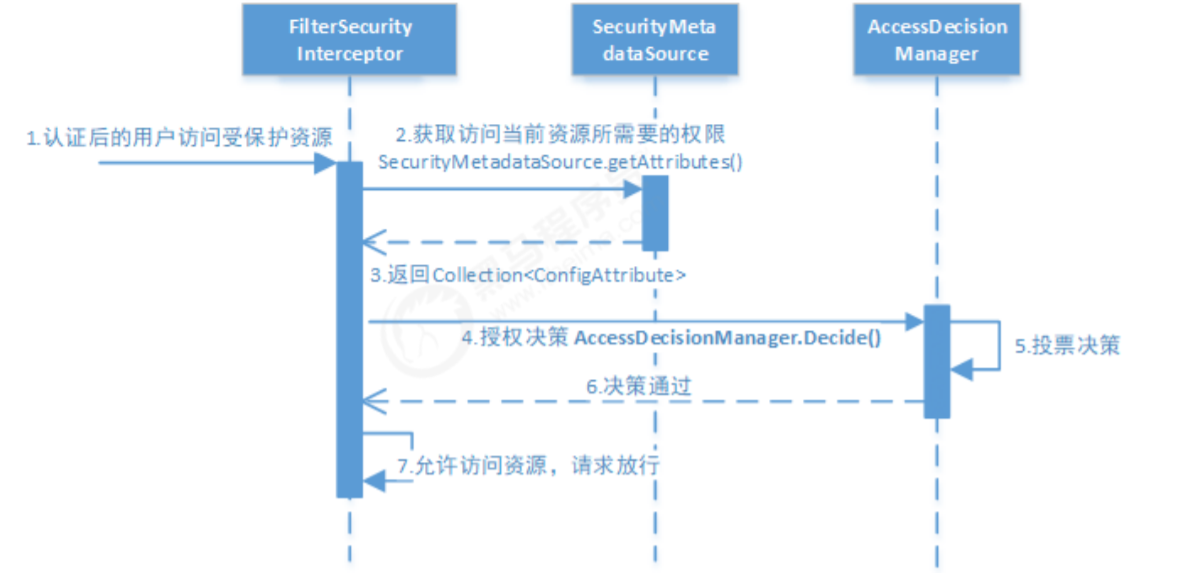 FilterSecurity
Interceptor
SecurityMeta
dataSource
AccessDecision
Manager
1.认证后的用户访问受保护资源
2.获取访问当前资源所需要的权限
SecurityMetadataSource.getAttributes()
3.返回Collection<ConfigAttribute>
4.授权决策 AccessDecisionManager.Decide()
5.投票决策
6.决策通过
7.允许访问资源，请求放行